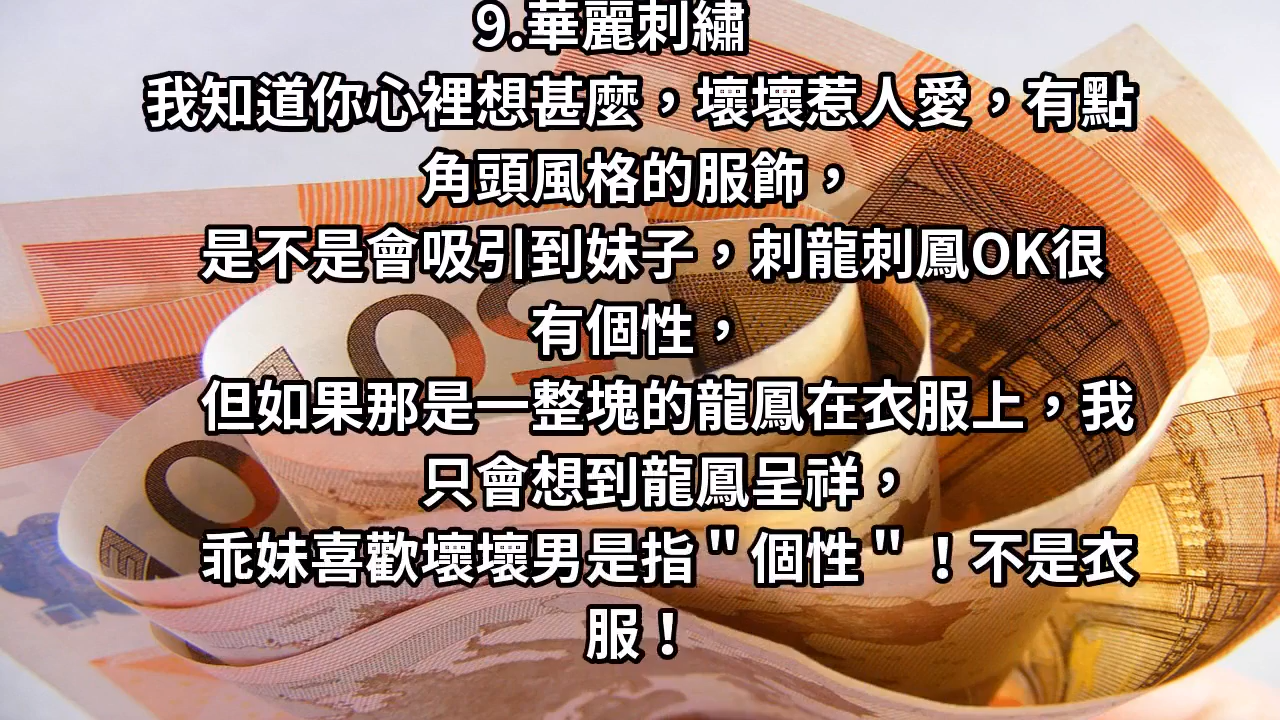 9.華麗刺繡
我知道你心裡想甚麼，壞壞惹人愛，有點
角頭風格的服飾，
是不是會吸引到妹子，刺龍刺鳳OK很
有個性，
但如果那是一整塊的龍鳳在衣服上，我
只會想到龍鳳呈祥，
乖妹喜歡壞壞男是指＂個性＂！不是衣
服！
50
0